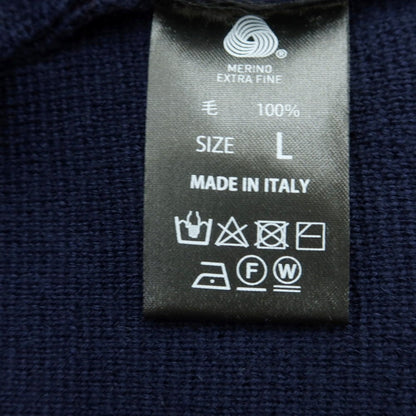 MERINO
EXTRA FINE
毛 100%
SIZE L
MADE IN ITALY
F W